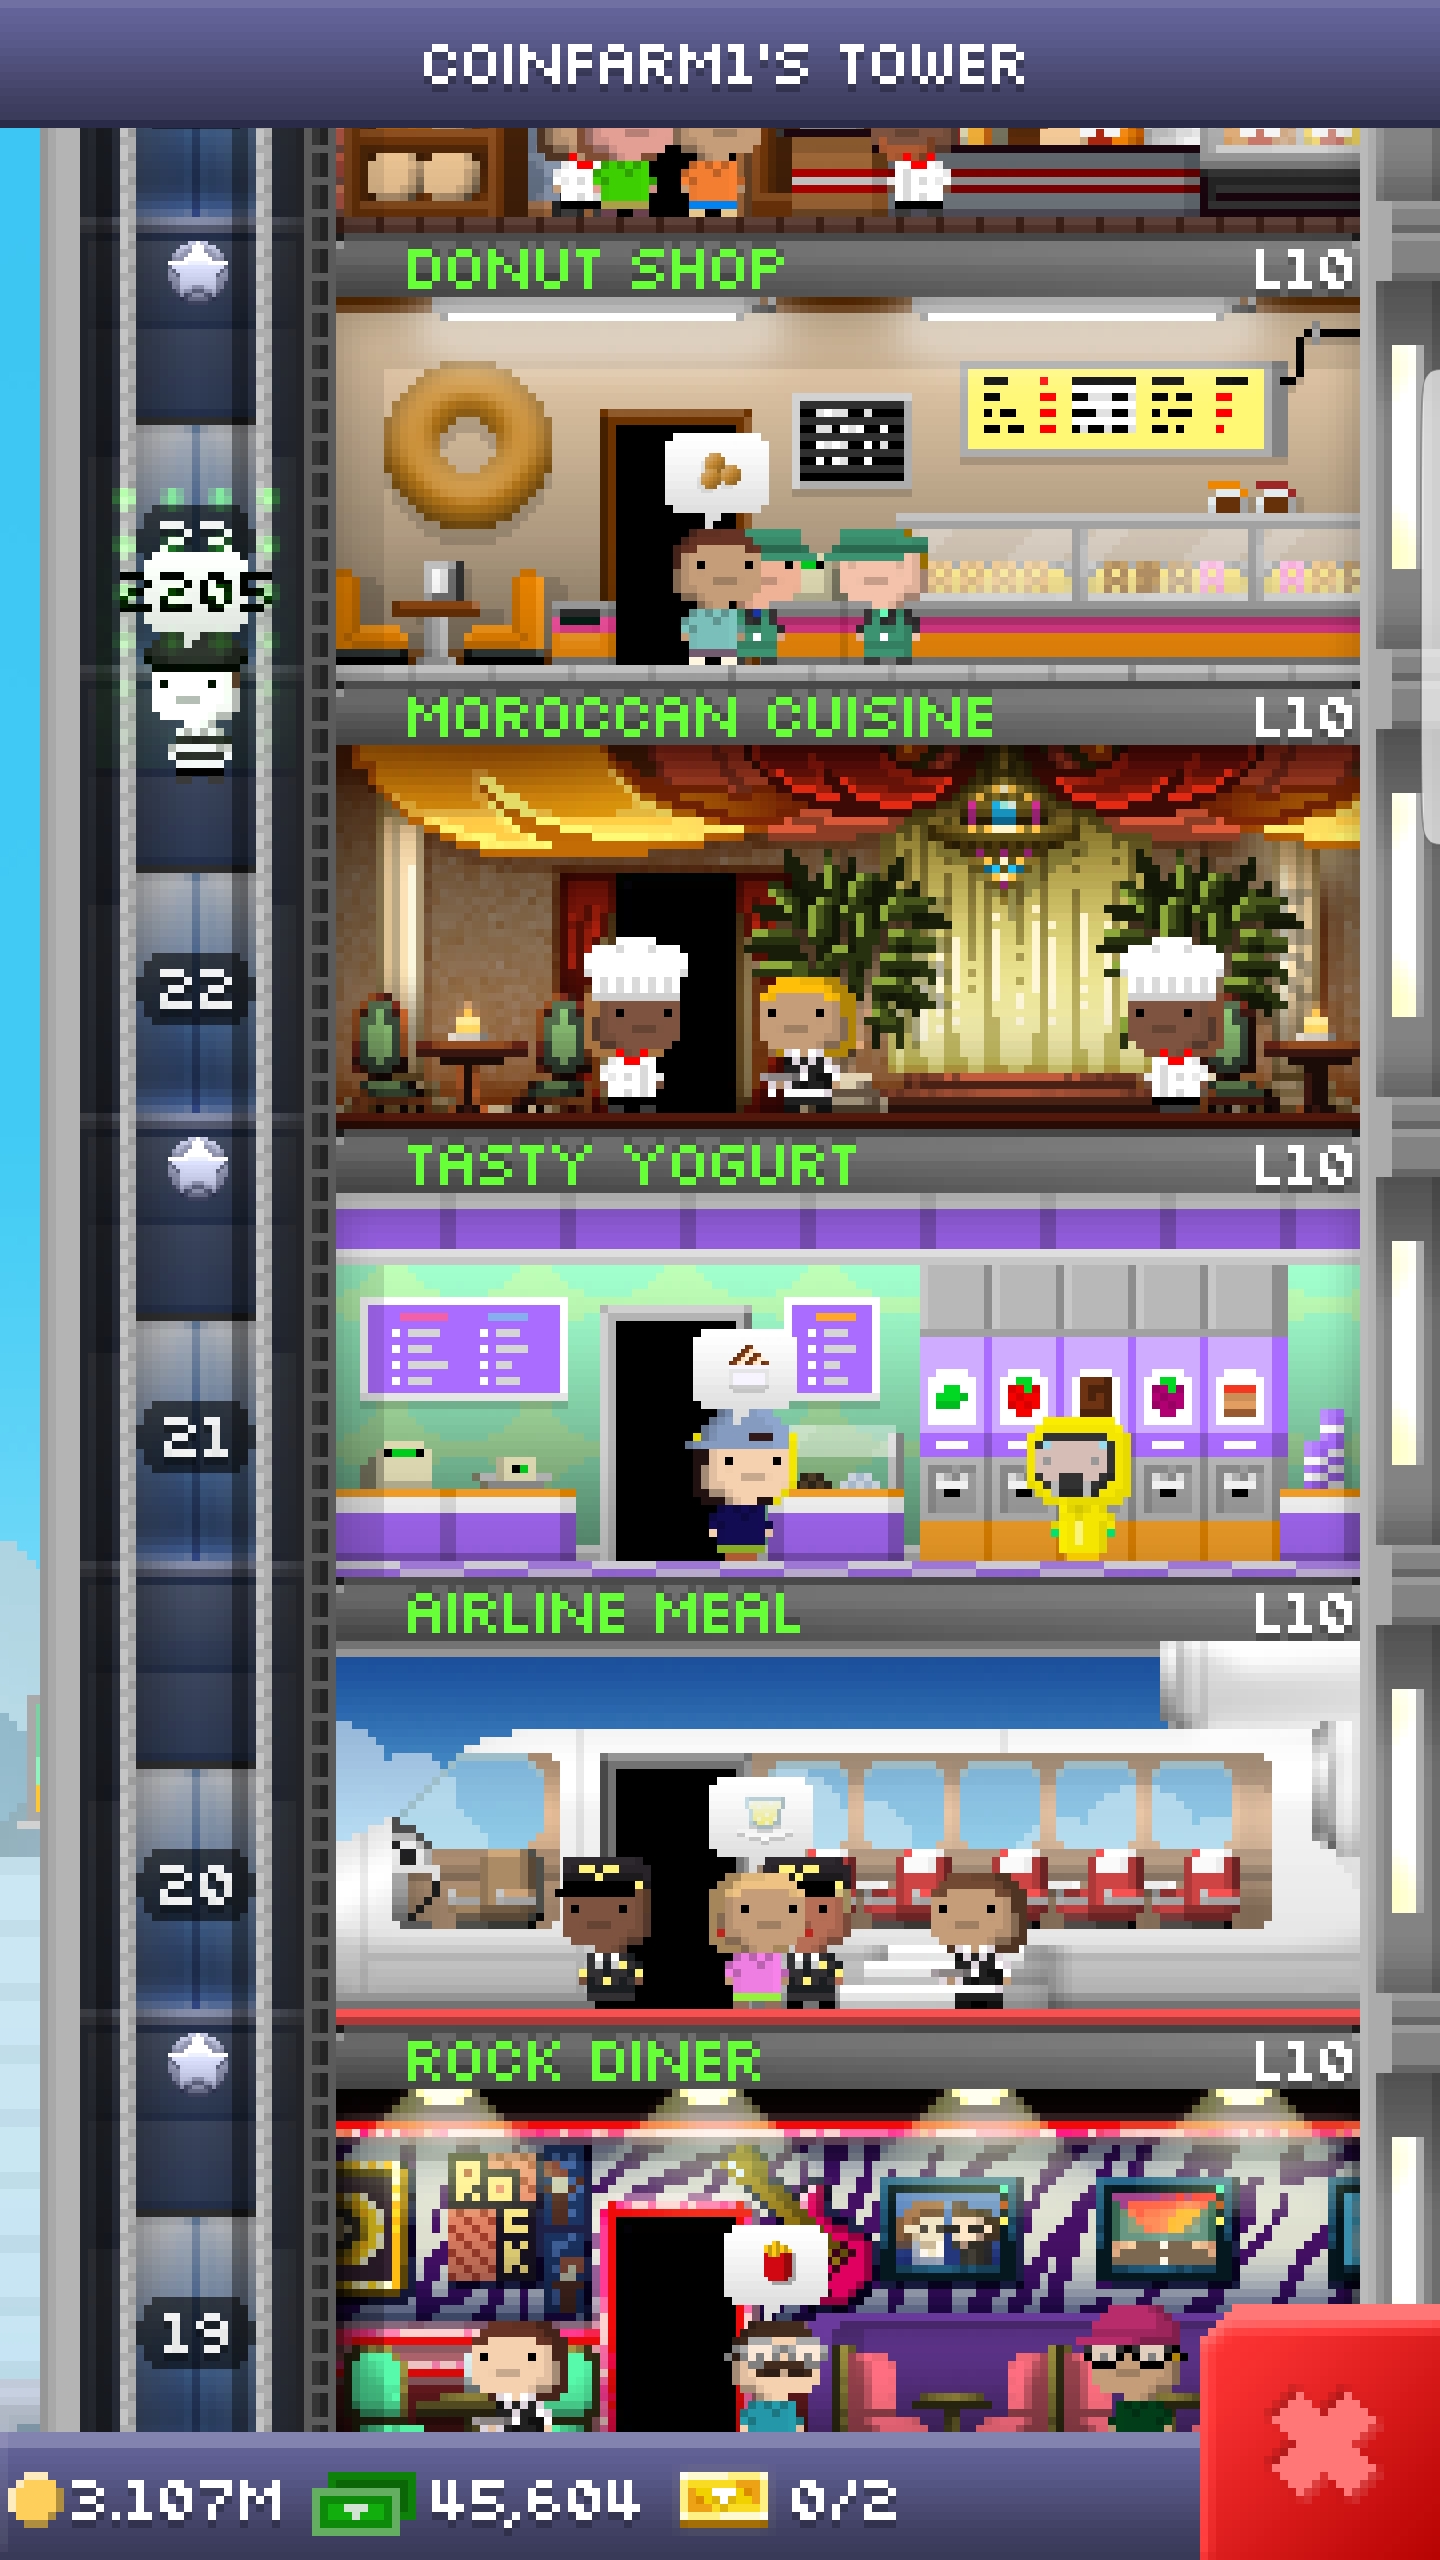 COINFARM1'S TOWER
DONUT SHOP L10
23
2205
MOROCCAN CUISINE L10
22
TASTY YOGURT L10
21
AIRLINE MEAL L10
20
ROCK DINER L10
ROCK
19
3.107M 45,604 0/2